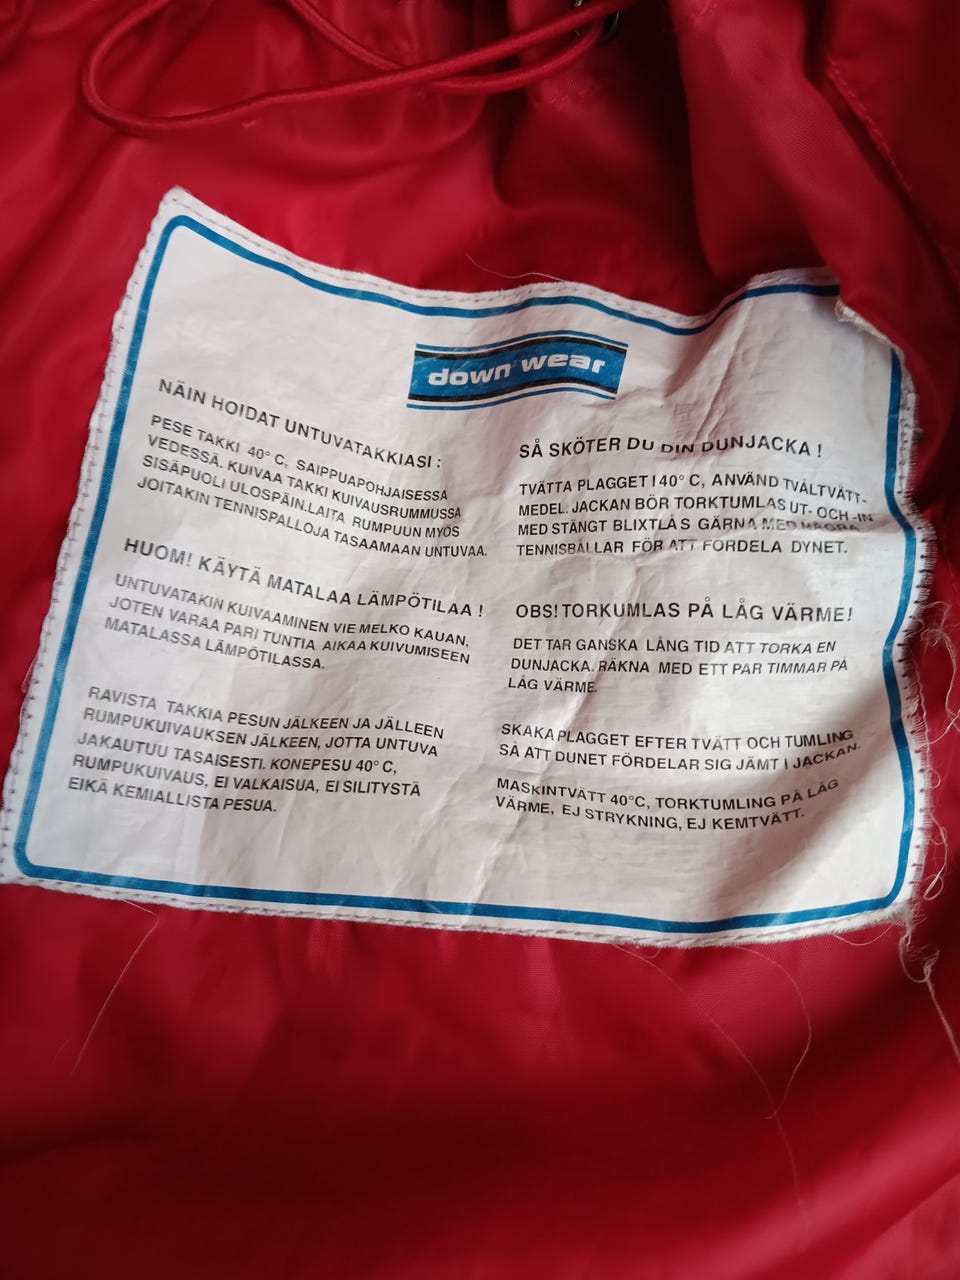 down wear
NÄIN HOIDAT UNTUVATAKKIASI :
PESE TAKKI 40° C, SAIPPUAPOHJAISESSA
VEDESSÄ. KUIVAA TAKKI KUIVAUSRUMMUSSA
SISÄPUOLI ULOSPÄIN.LAITA RUMPUUN MYÖS
JOITAKIN TENNISPALLOJA TASAAMAAN UNTUVAA.
HUOM! KÄYTÄ MATALAA LÄMPÖTILAA !
UNTUVATAKIN KUIVAAMINEN VIE MELKO KAUAN,
JOTEN VARAA PARI TUNTIA AIKAA KUIVUMISEEN
MATALASSA LÄMPÖTILASSA.
RAVISTA TAKKIA PESUN JÄLKEEN JA JÄLLEEN
RUMPUKUIVAUKSEN JÄLKEEN, JOTTA UNTUVA
JAKAUTUU TASAISESTI. KONEPESU 40° C,
RUMPUKUIVAUS, EI VALKAISUA, EI SILITYSTÄ
EIKÄ KEMIALLISTA PESUA.
SÅ SKÖTER DU DIN DUNJACKA !
TVÄTTA PLAGGET I 40° C, ANVÄND TVÄLTVÄTT-
MEDEL. JACKAN BÖR TORKTUMLAS UT- OCH -IN
MED STÄNGT BLIXTLÅS GÄRNA MED NÅGRA
TENNISBALLAR FÖR ATT FÖRDELA DYNET.
OBS! TORKUMLAS PÅ LÅG VÄRME!
DET TAR GANSKA LÅNG TID ATT TORKA EN
DUNJACKA. RÄKNA MED ETT PAR TIMMAR PÅ
LÅG VÄRME.
SKAKA PLAGGET EFTER TVÄTT OCH TUMLING
SÅ ATT DUNET FÖRDELAR SIG JÄMT I JACKAN.
MASKINTVÄTT 40°C, TORKTUMLING PÅ LÅG
VÄRME, EJ STRYKNING, EJ KEMTVÄTT.